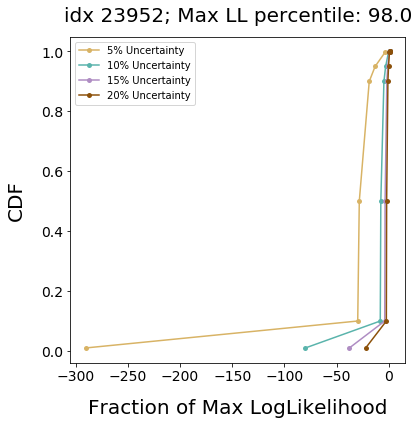 idx 23952; Max LL percentile: 98.0
5% Uncertainty
10% Uncertainty
15% Uncertainty
20% Uncertainty
CDF
1.0
0.8
0.6
0.4
0.2
0.0
−300 −250 −200 −150 −100 −50 0
Fraction of Max LogLikelihood